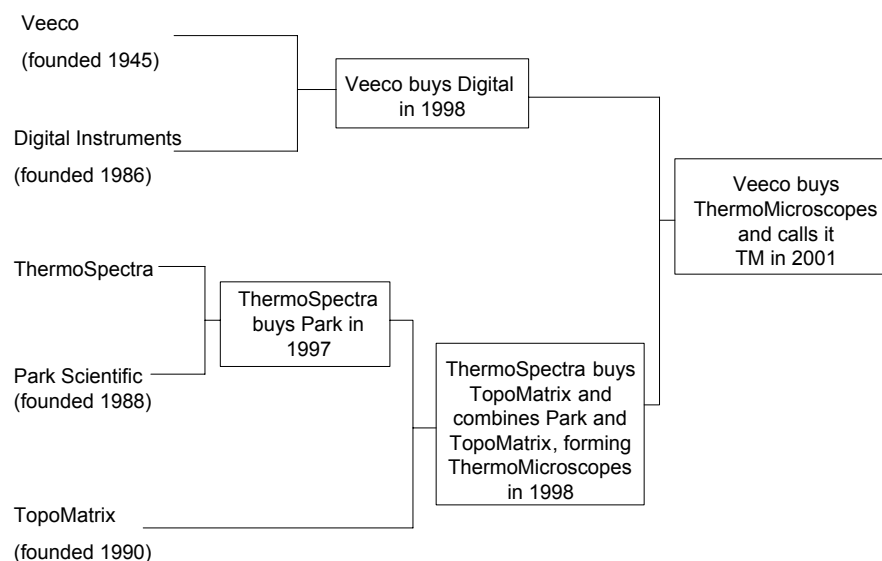 Veeco
(founded 1945)
Veeco buys Digital
in 1998
Digital Instruments
(founded 1986)
Veeco buys
ThermoMicroscopes
and calls it
TM in 2001
ThermoSpectra
ThermoSpectra
buys Park in
1997
Park Scientific
(founded 1988)
ThermoSpectra buys
TopoMatrix and
combines Park and
TopoMatrix, forming
ThermoMicroscopes
in 1998
TopoMatrix
(founded 1990)